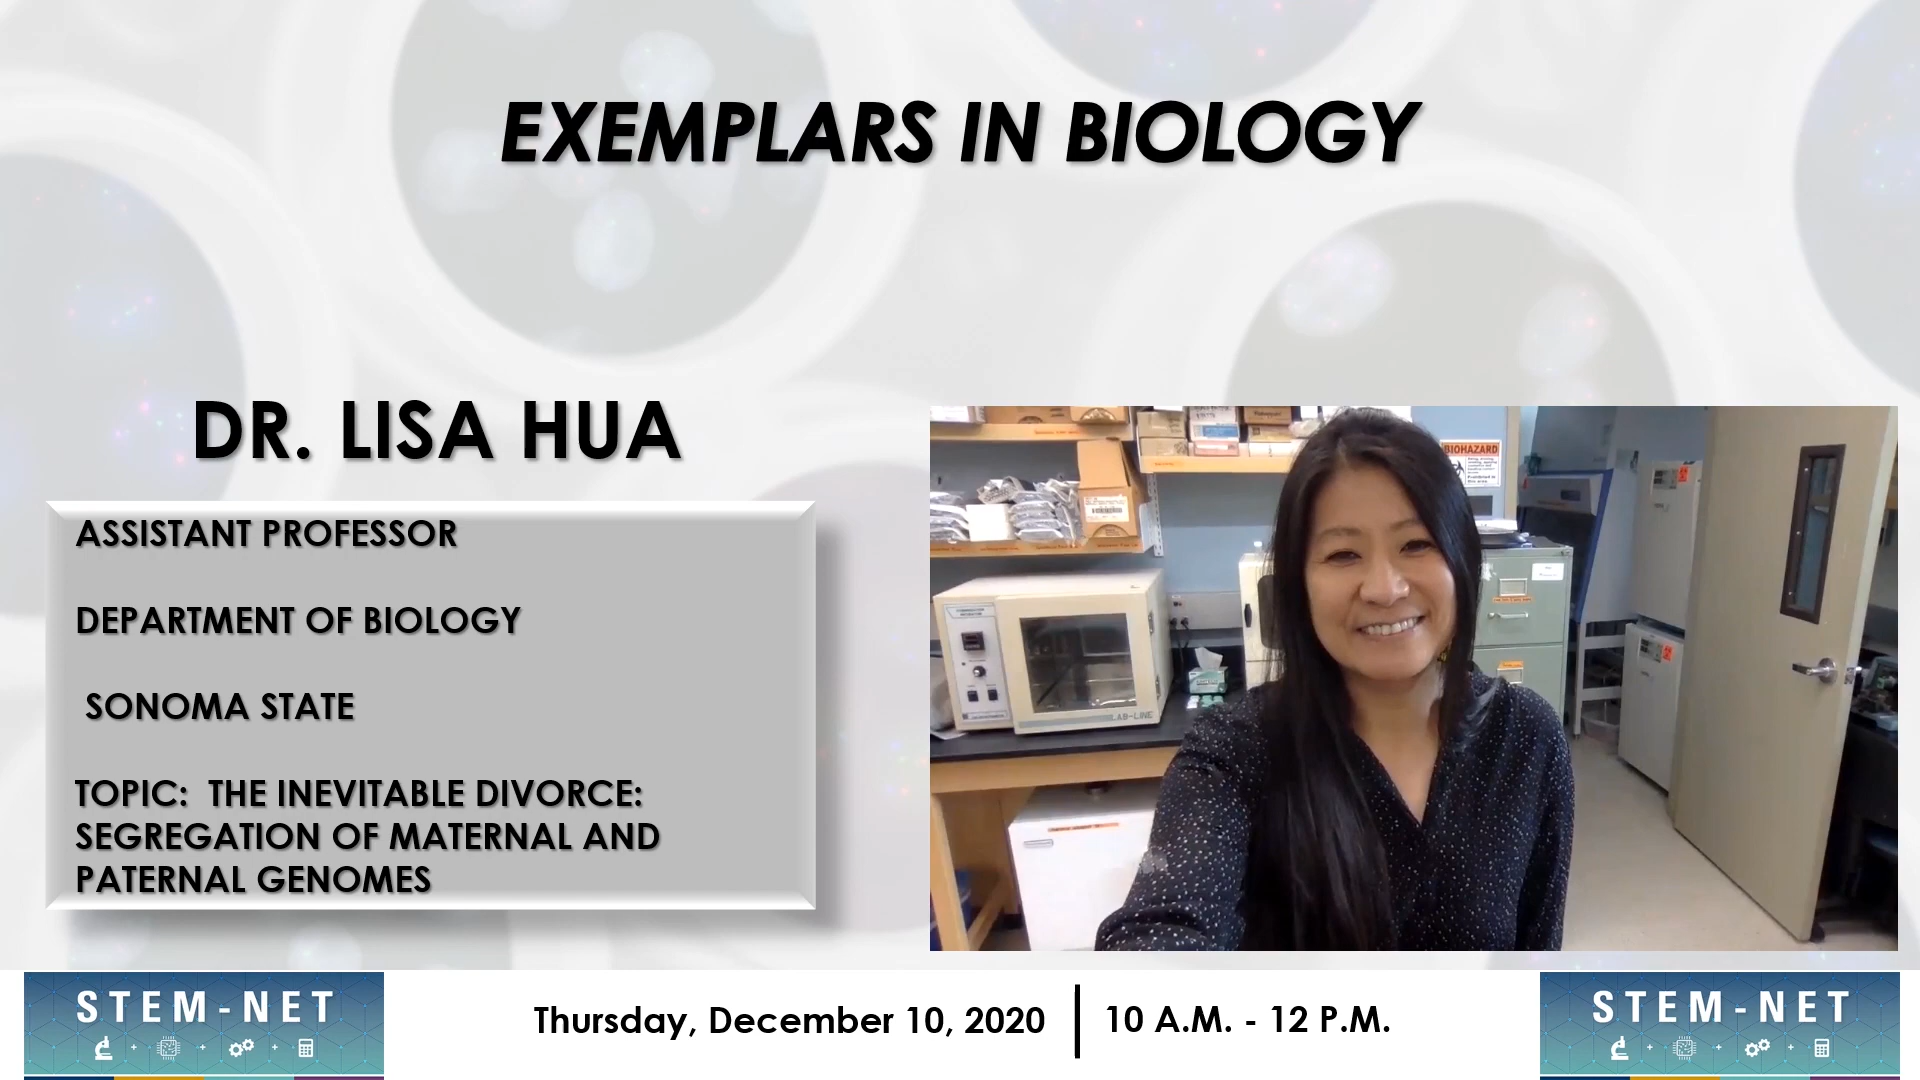 EXEMPLARS IN BIOLOGY
DR. LISA HUA
ASSISTANT PROFESSOR
DEPARTMENT OF BIOLOGY
SONOMA STATE
TOPIC: THE INEVITABLE DIVORCE:
SEGREGATION OF MATERNAL AND
PATERNAL GENOMES
BIOHAZARD
LAB-LINE
STEM-NET
Thursday, December 10, 2020
10 A.M. - 12 P.M.
STEM-NET